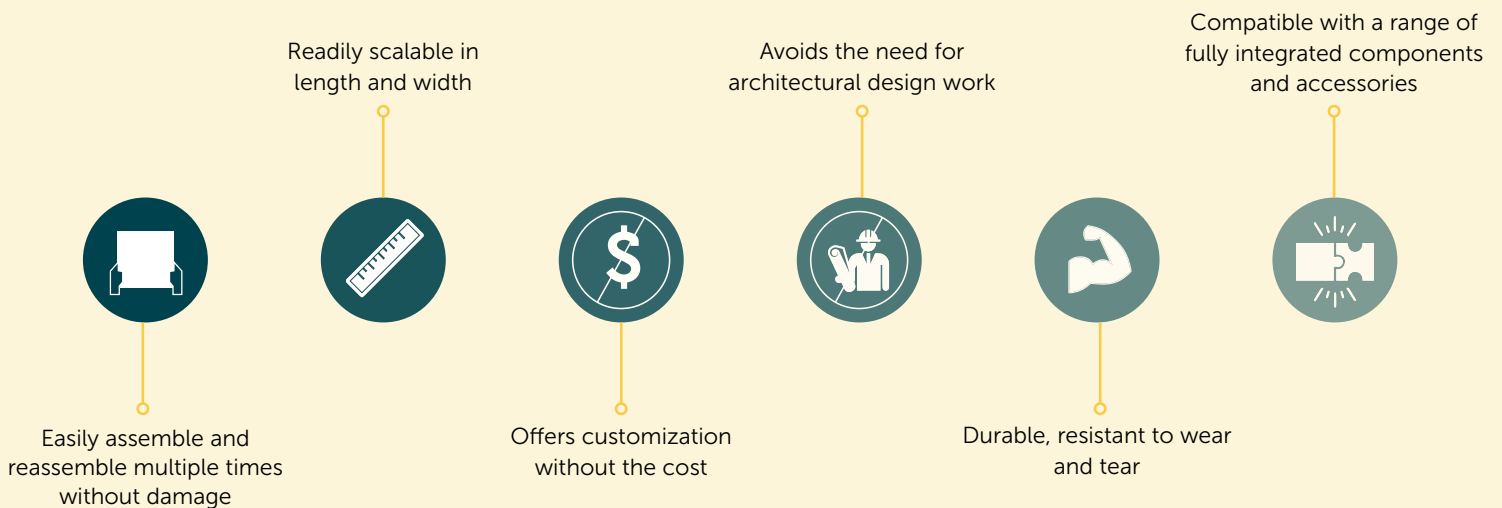 Easily assemble and
reassemble multiple times
without damage
Readily scalable in
length and width
$
Offers customization
without the cost
Avoids the need for
architectural design work
Durable, resistant to wear
and tear
Compatible with a range of
fully integrated components
and accessories